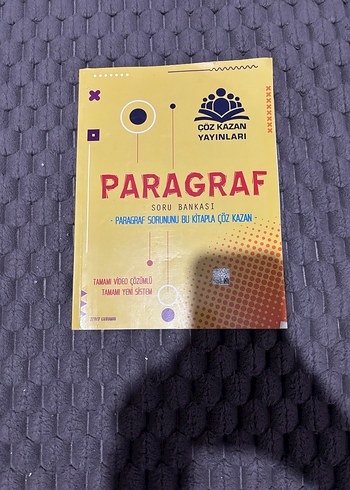 ÇÖZ KAZAN
YAYINLARI
PARAGRAF
SORU BANKASI
- PARAGRAF SORUNUNU BU KİTAPLA ÇÖZ KAZAN -
TAMAMI VİDEO ÇÖZÜMLÜ
TAMAMI YENİ SİSTEM